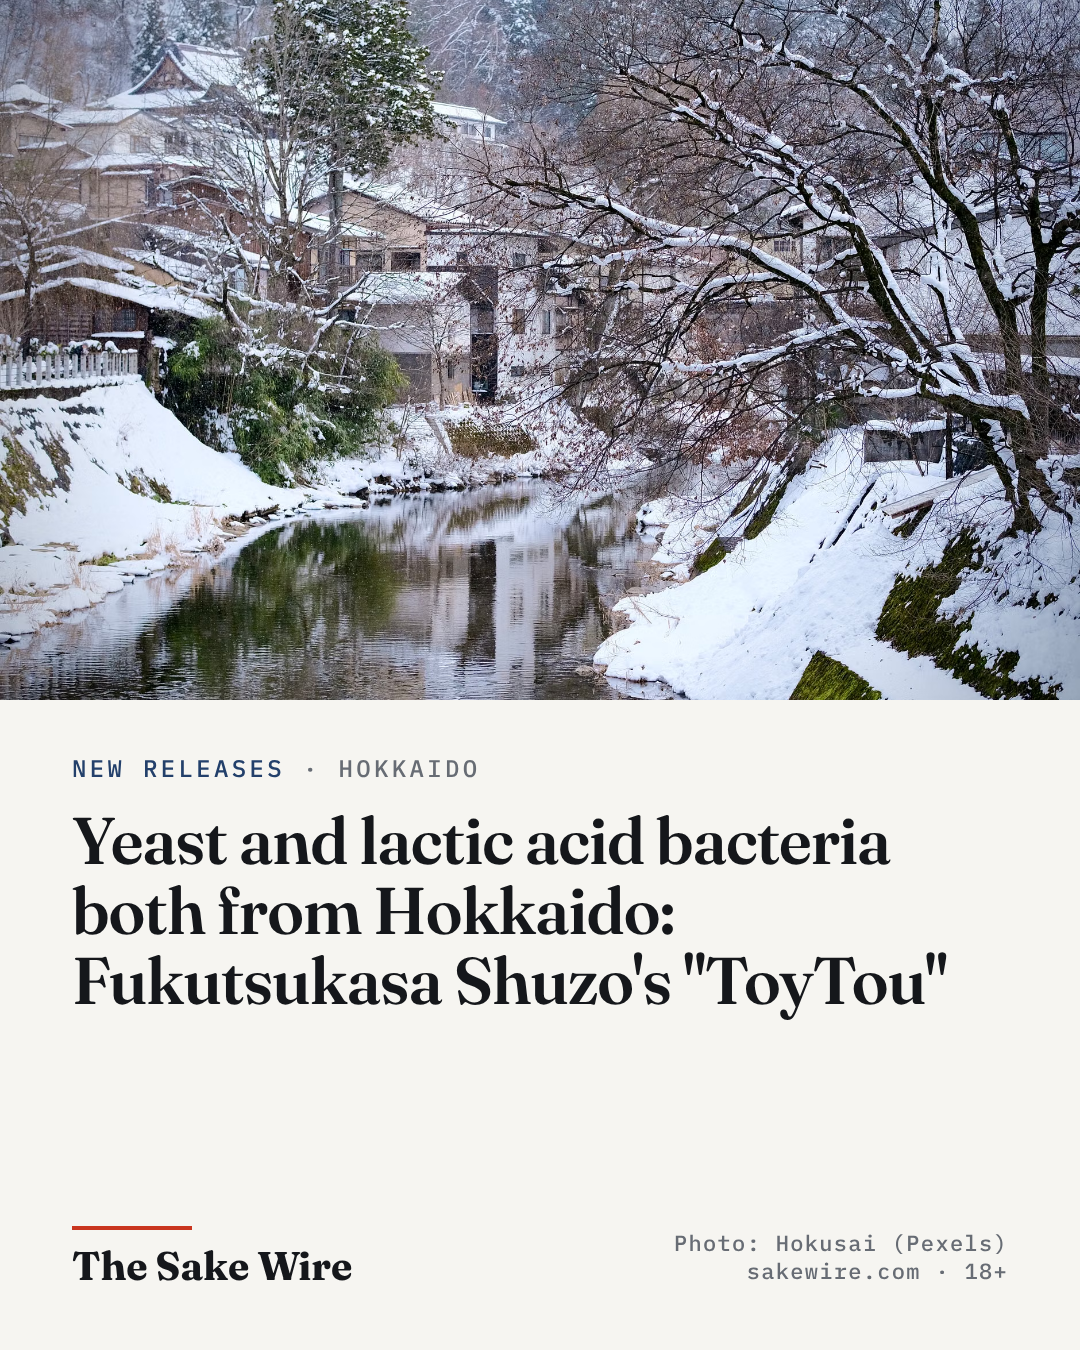 NEW RELEASES · HOKKAIDO
Yeast and lactic acid bacteria
both from Hokkaido:
Fukutsukasa Shuzo's "ToyTou"
The Sake Wire
Photo: Hokusai (Pexels)
sakewire.com · 18+